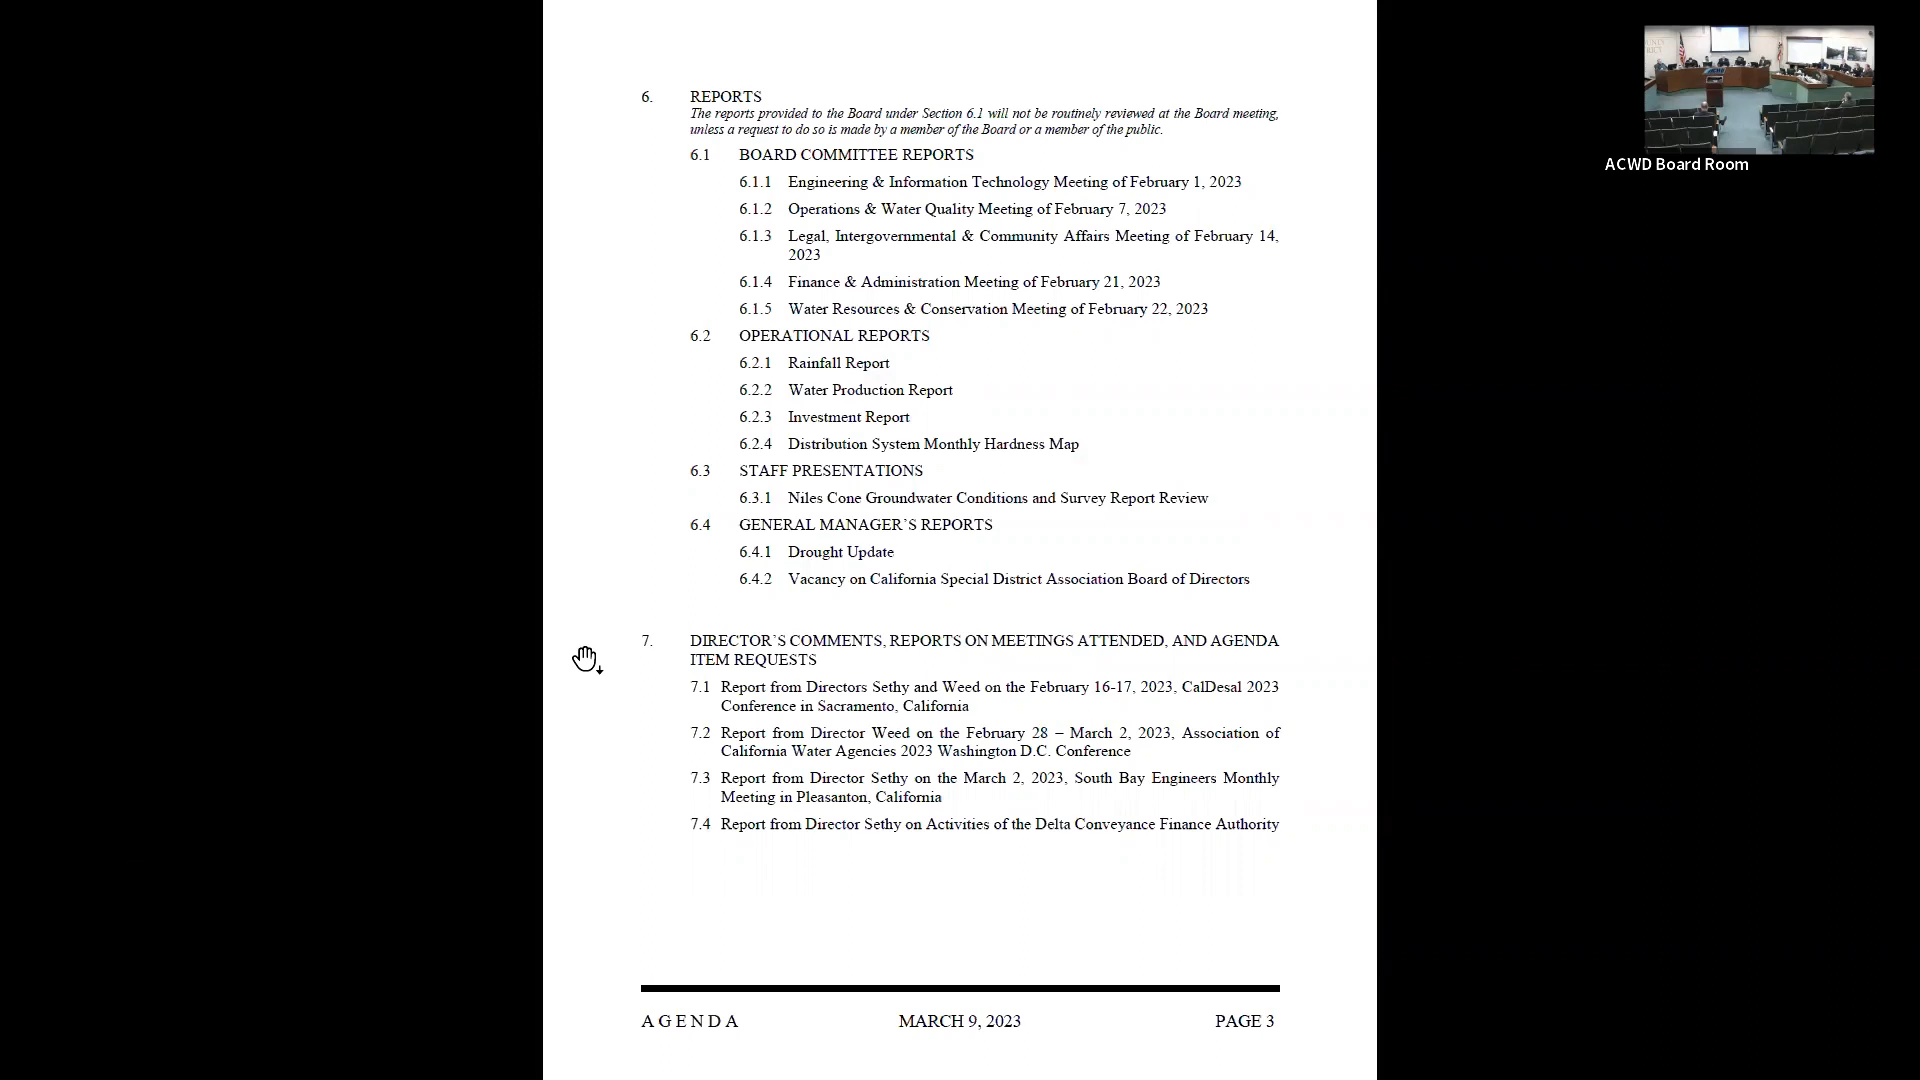 6. REPORTS
The reports provided to the Board under Section 6.1 will not be routinely reviewed at the Board meeting,
unless a request to do so is made by a member of the Board or a member of the public.
6.1 BOARD COMMITTEE REPORTS
6.1.1 Engineering & Information Technology Meeting of February 1, 2023
6.1.2 Operations & Water Quality Meeting of February 7, 2023
6.1.3 Legal, Intergovernmental & Community Affairs Meeting of February 14,
2023
6.1.4 Finance & Administration Meeting of February 21, 2023
6.1.5 Water Resources & Conservation Meeting of February 22, 2023
6.2 OPERATIONAL REPORTS
6.2.1 Rainfall Report
6.2.2 Water Production Report
6.2.3 Investment Report
6.2.4 Distribution System Monthly Hardness Map
6.3 STAFF PRESENTATIONS
6.3.1 Niles Cone Groundwater Conditions and Survey Report Review
6.4 GENERAL MANAGER’S REPORTS
6.4.1 Drought Update
6.4.2 Vacancy on California Special District Association Board of Directors
7. DIRECTOR’S COMMENTS, REPORTS ON MEETINGS ATTENDED, AND AGENDA
ITEM REQUESTS
7.1 Report from Directors Sethy and Weed on the February 16-17, 2023, CalDesal 2023
Conference in Sacramento, California
7.2 Report from Director Weed on the February 28 – March 2, 2023, Association of
California Water Agencies 2023 Washington D.C. Conference
7.3 Report from Director Sethy on the March 2, 2023, South Bay Engineers Monthly
Meeting in Pleasanton, California
7.4 Report from Director Sethy on Activities of the Delta Conveyance Finance Authority
AGENDA MARCH 9, 2023 PAGE 3
ACWD Board Room